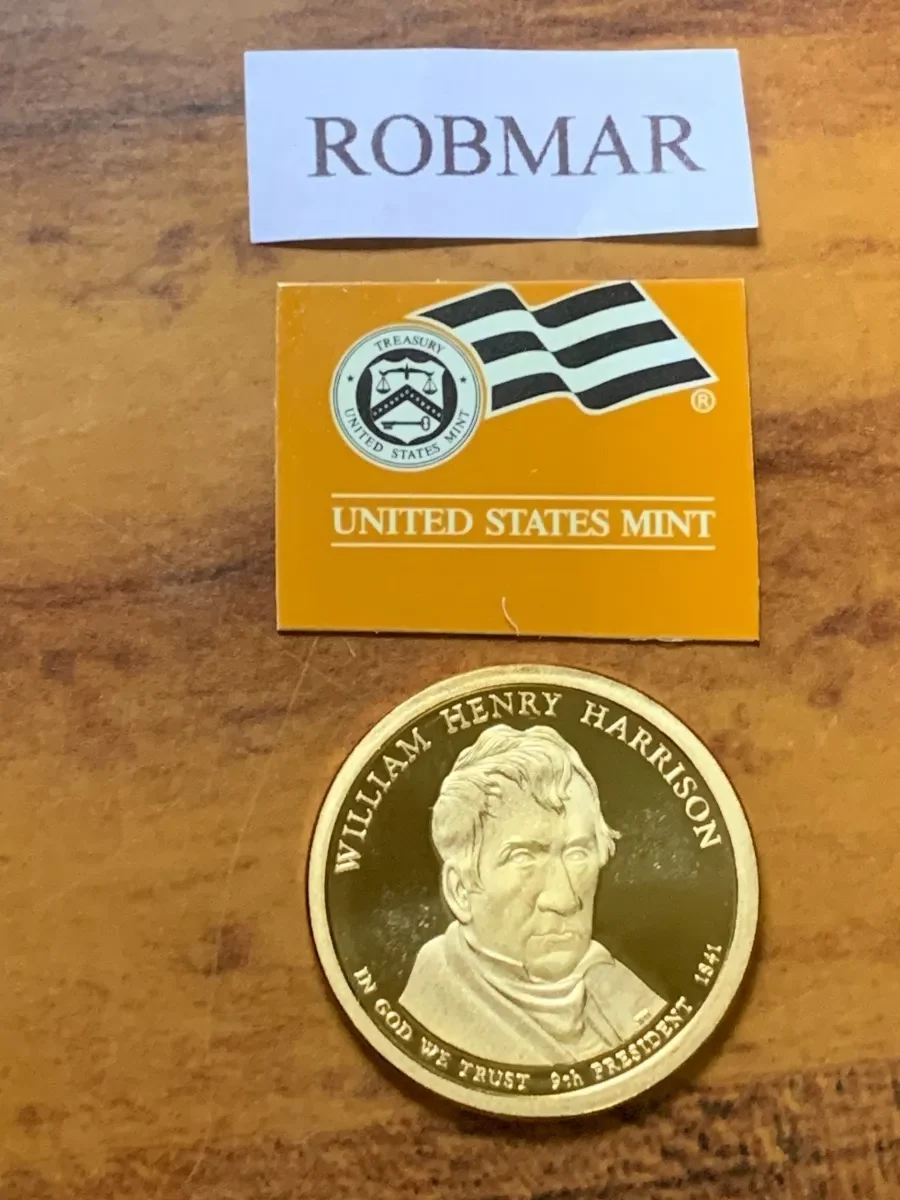 ROBMAR
TREASURY
UNITED STATES MINT
®
UNITED STATES MINT
WILLIAM HENRY HARRISON
IN GOD WE TRUST 9th PRESIDENT 1841